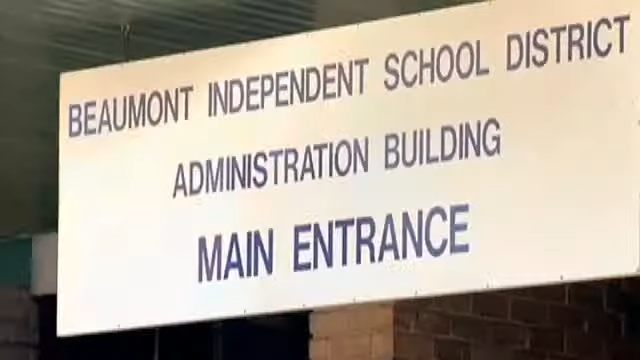 BEAUMONT INDEPENDENT SCHOOL DISTRICT
ADMINISTRATION BUILDING
MAIN ENTRANCE